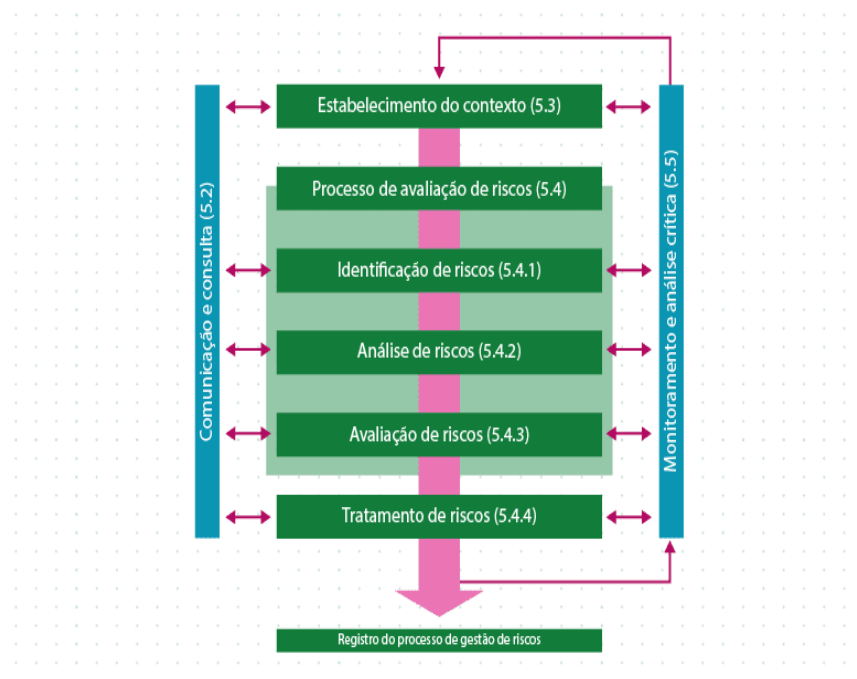 Estabelecimento do contexto (5.3)
Processo de avaliação de riscos (5.4)
Identificação de riscos (5.4.1)
Análise de riscos (5.4.2)
Avaliação de riscos (5.4.3)
Tratamento de riscos (5.4.4)
Registro do processo de gestão de riscos
Comunicação e consulta (5.2)
Monitoramento e análise crítica (5.5)